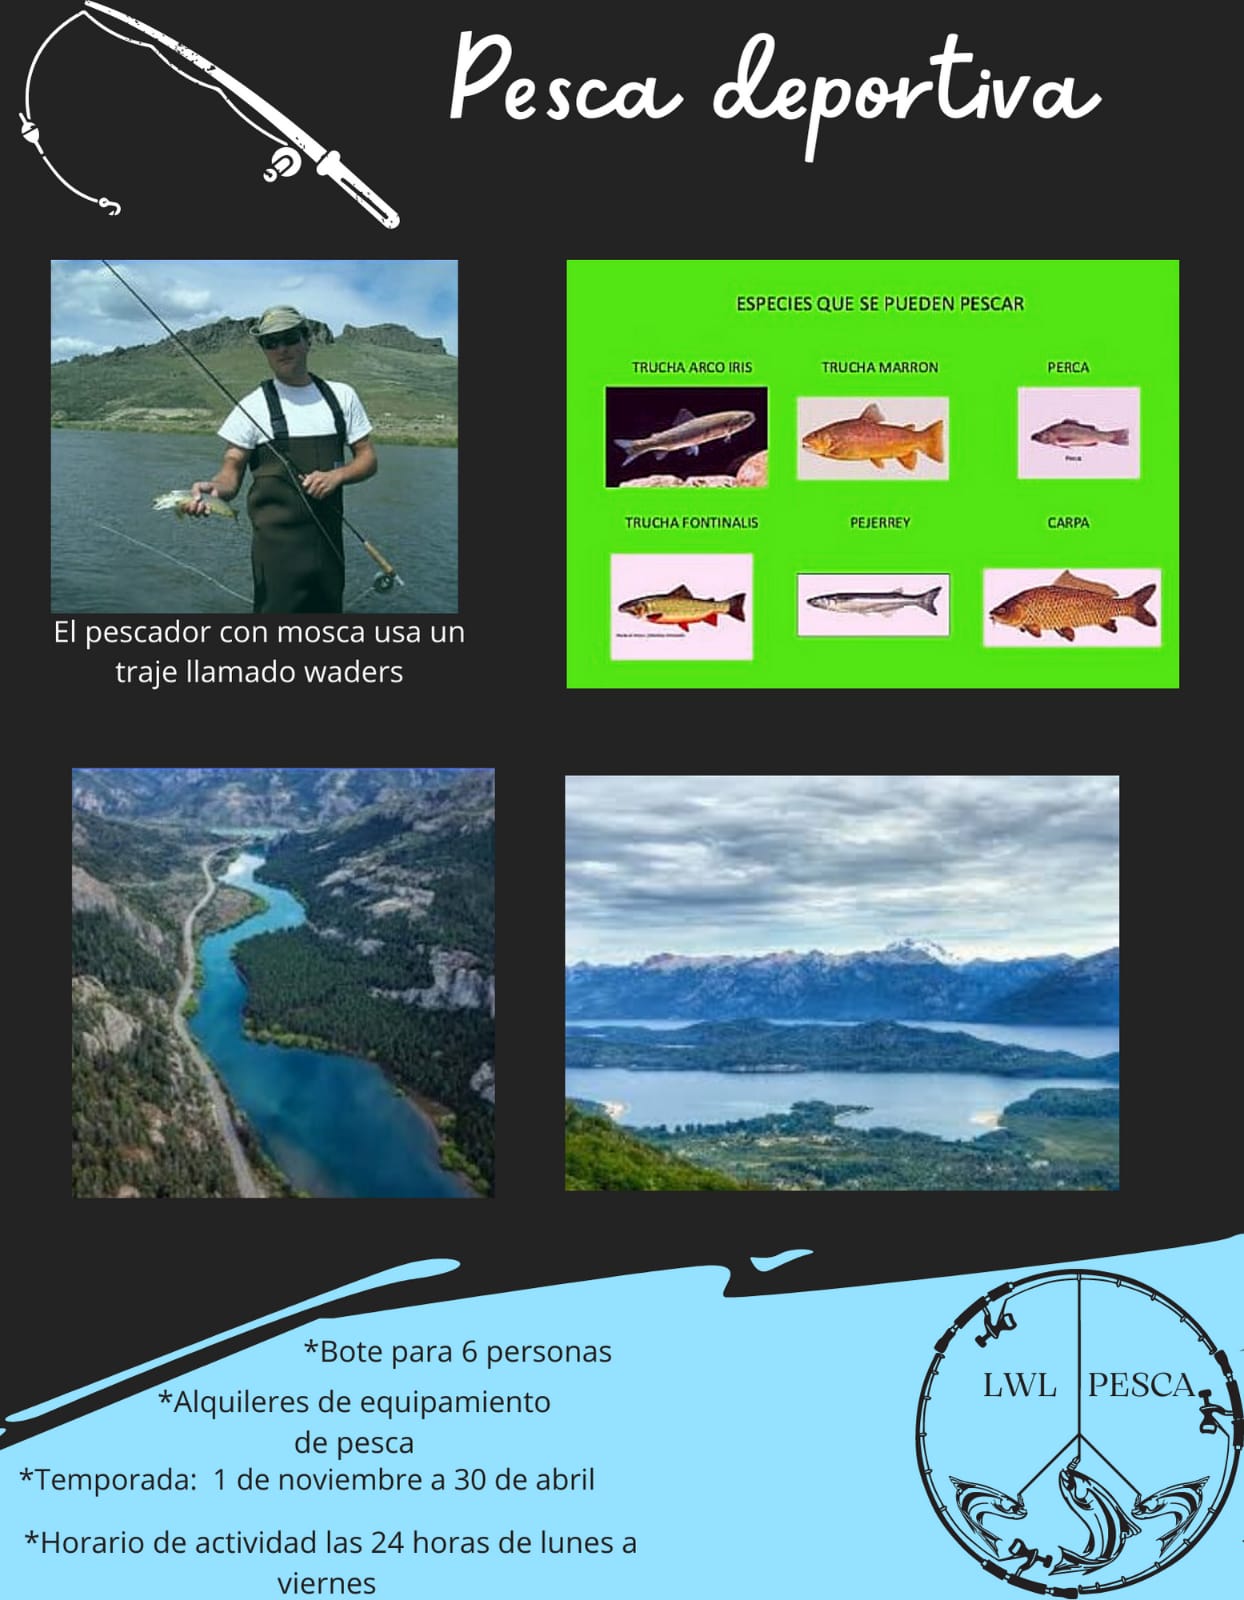 Pesca deportiva
ESPECIES QUE SE PUEDEN PESCAR
TRUCHA ARCO IRIS
TRUCHA MARRON
PERCA
TRUCHA FONTINALIS
PEJERREY
CARPA
El pescador con mosca usa un
traje llamado waders
*Bote para 6 personas
*Alquileres de equipamiento
de pesca
*Temporada:  1 de noviembre a 30 de abril
*Horario de actividad las 24 horas de lunes a
viernes
LWL PESCA